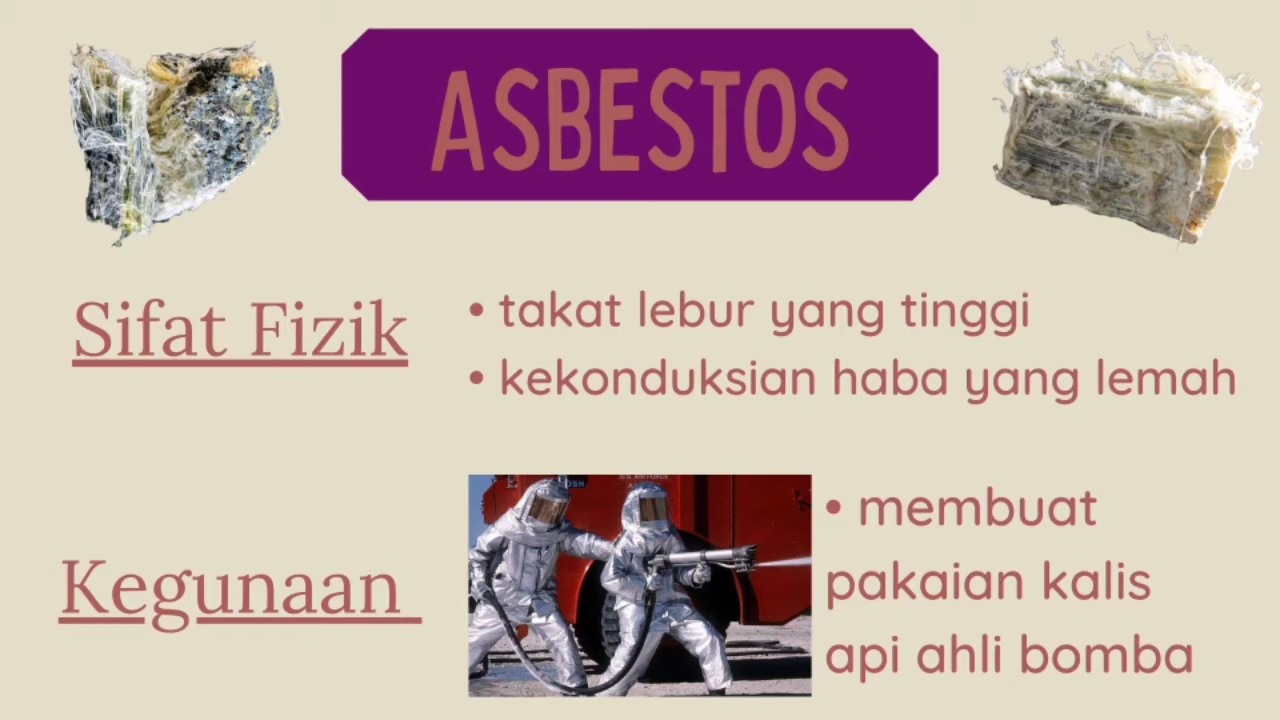 ASBESTOS
Sifat Fizik
• takat lebur yang tinggi
• kekonduksian haba yang lemah
Kegunaan
• membuat
pakaian kalis
api ahli bomba